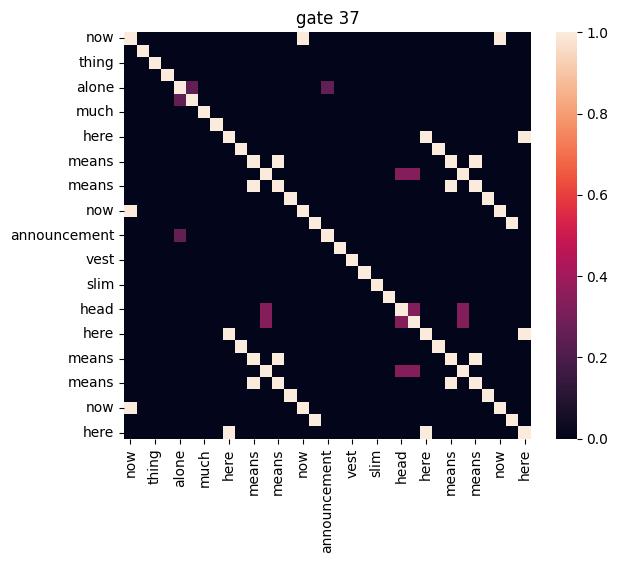 gate 37
now
thing
alone
much
here
means
means
now
announcement
vest
slim
head
here
means
means
now
here
now
thing
alone
much
here
means
means
now
announcement
vest
slim
head
here
means
means
now
here
1.0
0.8
0.6
0.4
0.2
0.0